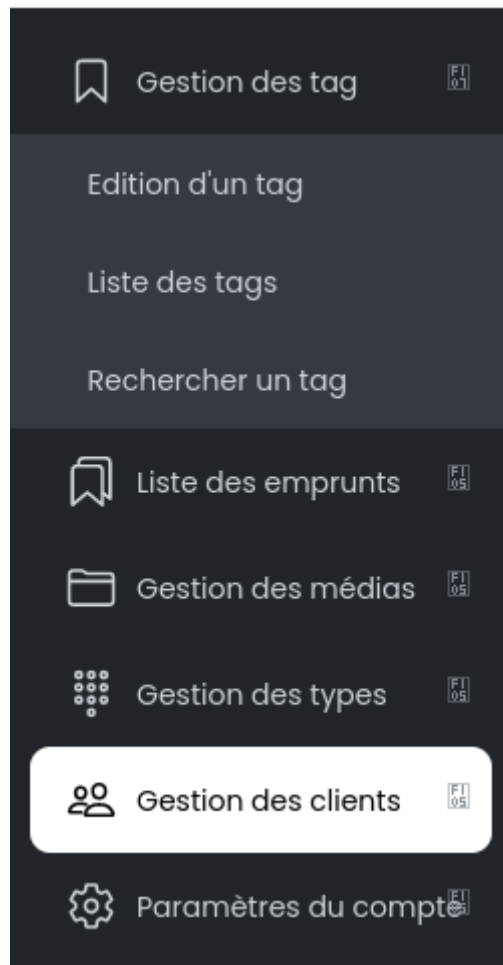 Gestion des tag
Edition d'un tag
Liste des tags
Rechercher un tag
Liste des emprunts
Gestion des médias
Gestion des types
Gestion des clients
Paramètres du compte